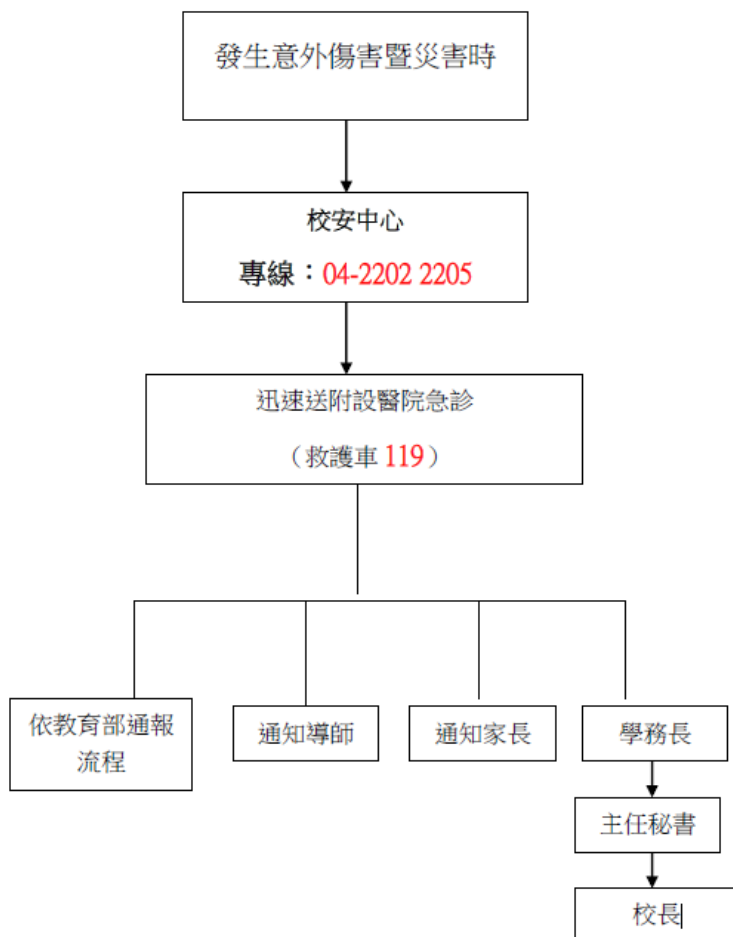 發生意外傷害暨災害時
校安中心
專線：04-2202 2205
迅速送附設醫院急診
（救護車 119）
依教育部通報
流程
通知導師
通知家長
學務長
主任秘書
校長